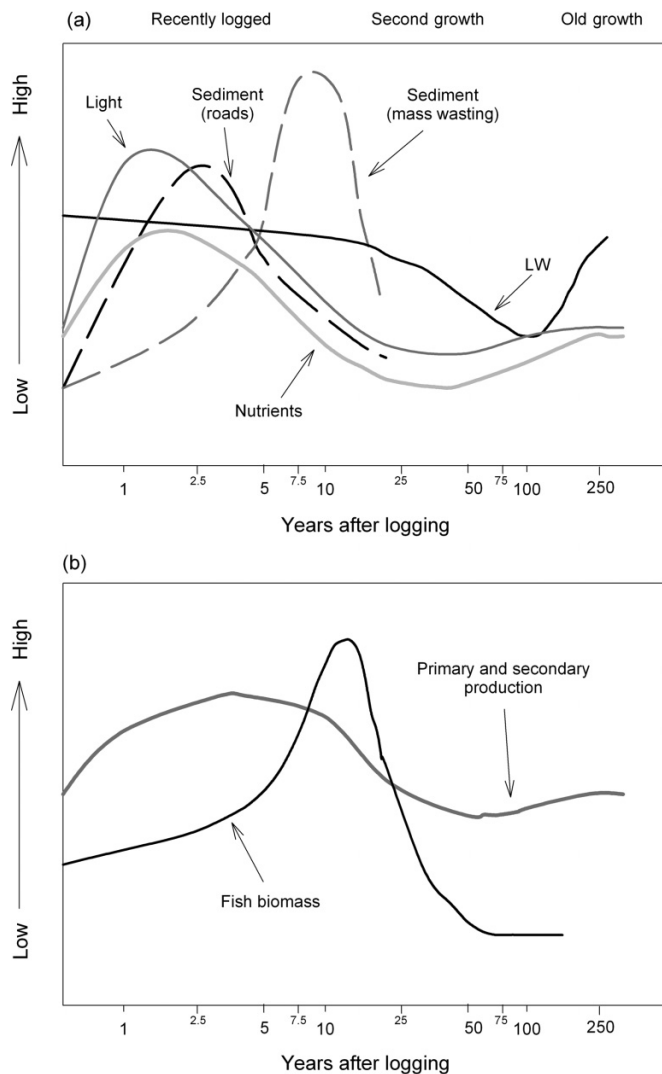 (a) Recently logged Second growth Old growth
High
Low
Light
Sediment
(roads)
Sediment
(mass wasting)
LW
Nutrients
1 2.5 5 7.5 10 25 50 75 100 250
Years after logging
(b)
High
Low
Primary and secondary
production
Fish biomass
1 2.5 5 7.5 10 25 50 75 100 250
Years after logging